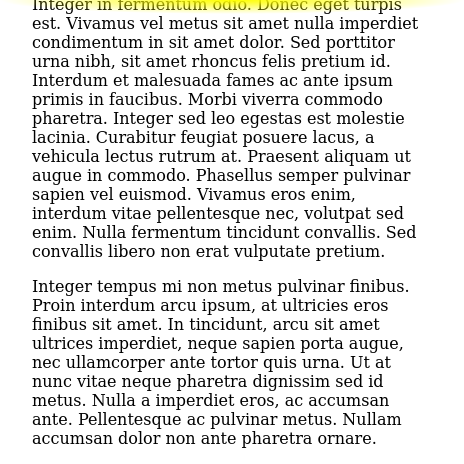 Integer in fermentum odio. Donec eget turpis
est. Vivamus vel metus sit amet nulla imperdiet
condimentum in sit amet dolor. Sed porttitor
urna nibh, sit amet rhoncus felis pretium id.
Interdum et malesuada fames ac ante ipsum
primis in faucibus. Morbi viverra commodo
pharetra. Integer sed leo egestas est molestie
lacinia. Curabitur feugiat posuere lacus, a
vehicula lectus rutrum at. Praesent aliquam ut
augue in commodo. Phasellus semper pulvinar
sapien vel euismod. Vivamus eros enim,
interdum vitae pellentesque nec, volutpat sed
enim. Nulla fermentum tincidunt convallis. Sed
convallis libero non erat vulputate pretium.
Integer tempus mi non metus pulvinar finibus.
Proin interdum arcu ipsum, at ultricies eros
finibus sit amet. In tincidunt, arcu sit amet
ultrices imperdiet, neque sapien porta augue,
nec ullamcorper ante tortor quis urna. Ut at
nunc vitae neque pharetra dignissim sed id
metus. Nulla a imperdiet eros, ac accumsan
ante. Pellentesque ac pulvinar metus. Nullam
accumsan dolor non ante pharetra ornare.